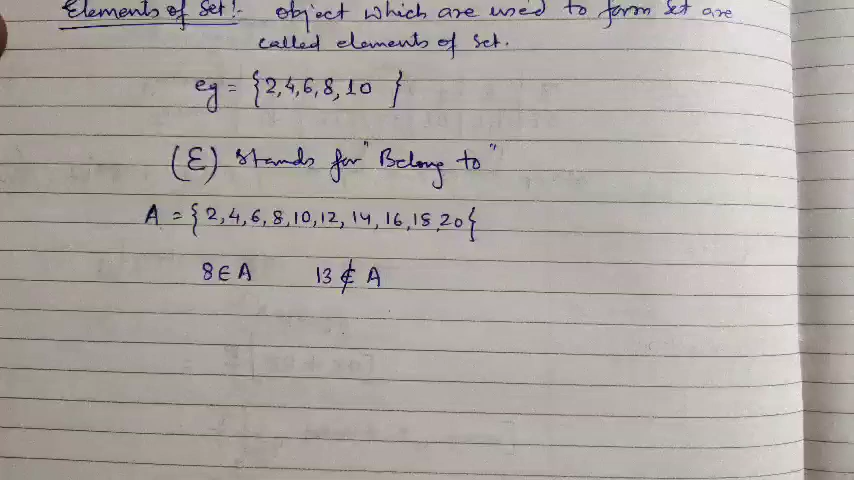 Elements of Set:- Object which are used to form set are
called elements of set.
eg = {2,4,6,8,10 }
(E) stands for "Belong to"
A = {2,4,6,8,10,12,14,16,18,20}
8 ∈ A 13 ∉ A